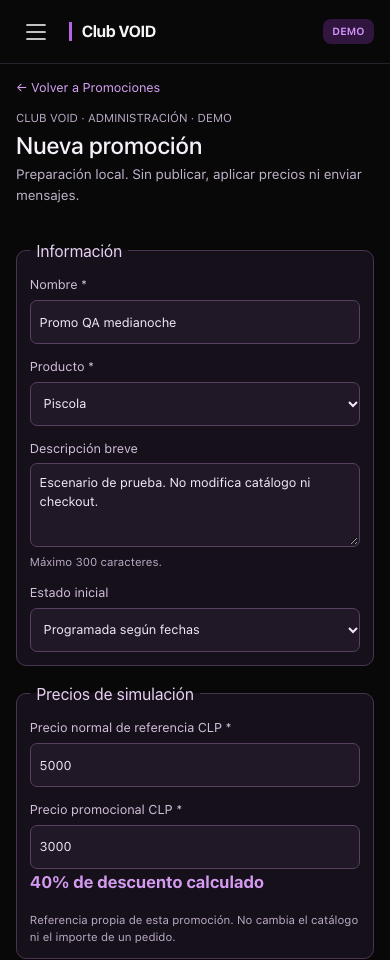 Club VOID
DEMO
← Volver a Promociones
CLUB VOID · ADMINISTRACIÓN · DEMO
Nueva promoción
Preparación local. Sin publicar, aplicar precios ni enviar
mensajes.
Información
Nombre *
Promo QA medianoche
Producto *
Piscola
Descripción breve
Escenario de prueba. No modifica catálogo ni
checkout.
Máximo 300 caracteres.
Estado inicial
Programada según fechas
Precios de simulación
Precio normal de referencia CLP *
5000
Precio promocional CLP *
3000
40% de descuento calculado
Referencia propia de esta promoción. No cambia el catálogo
ni el importe de un pedido.